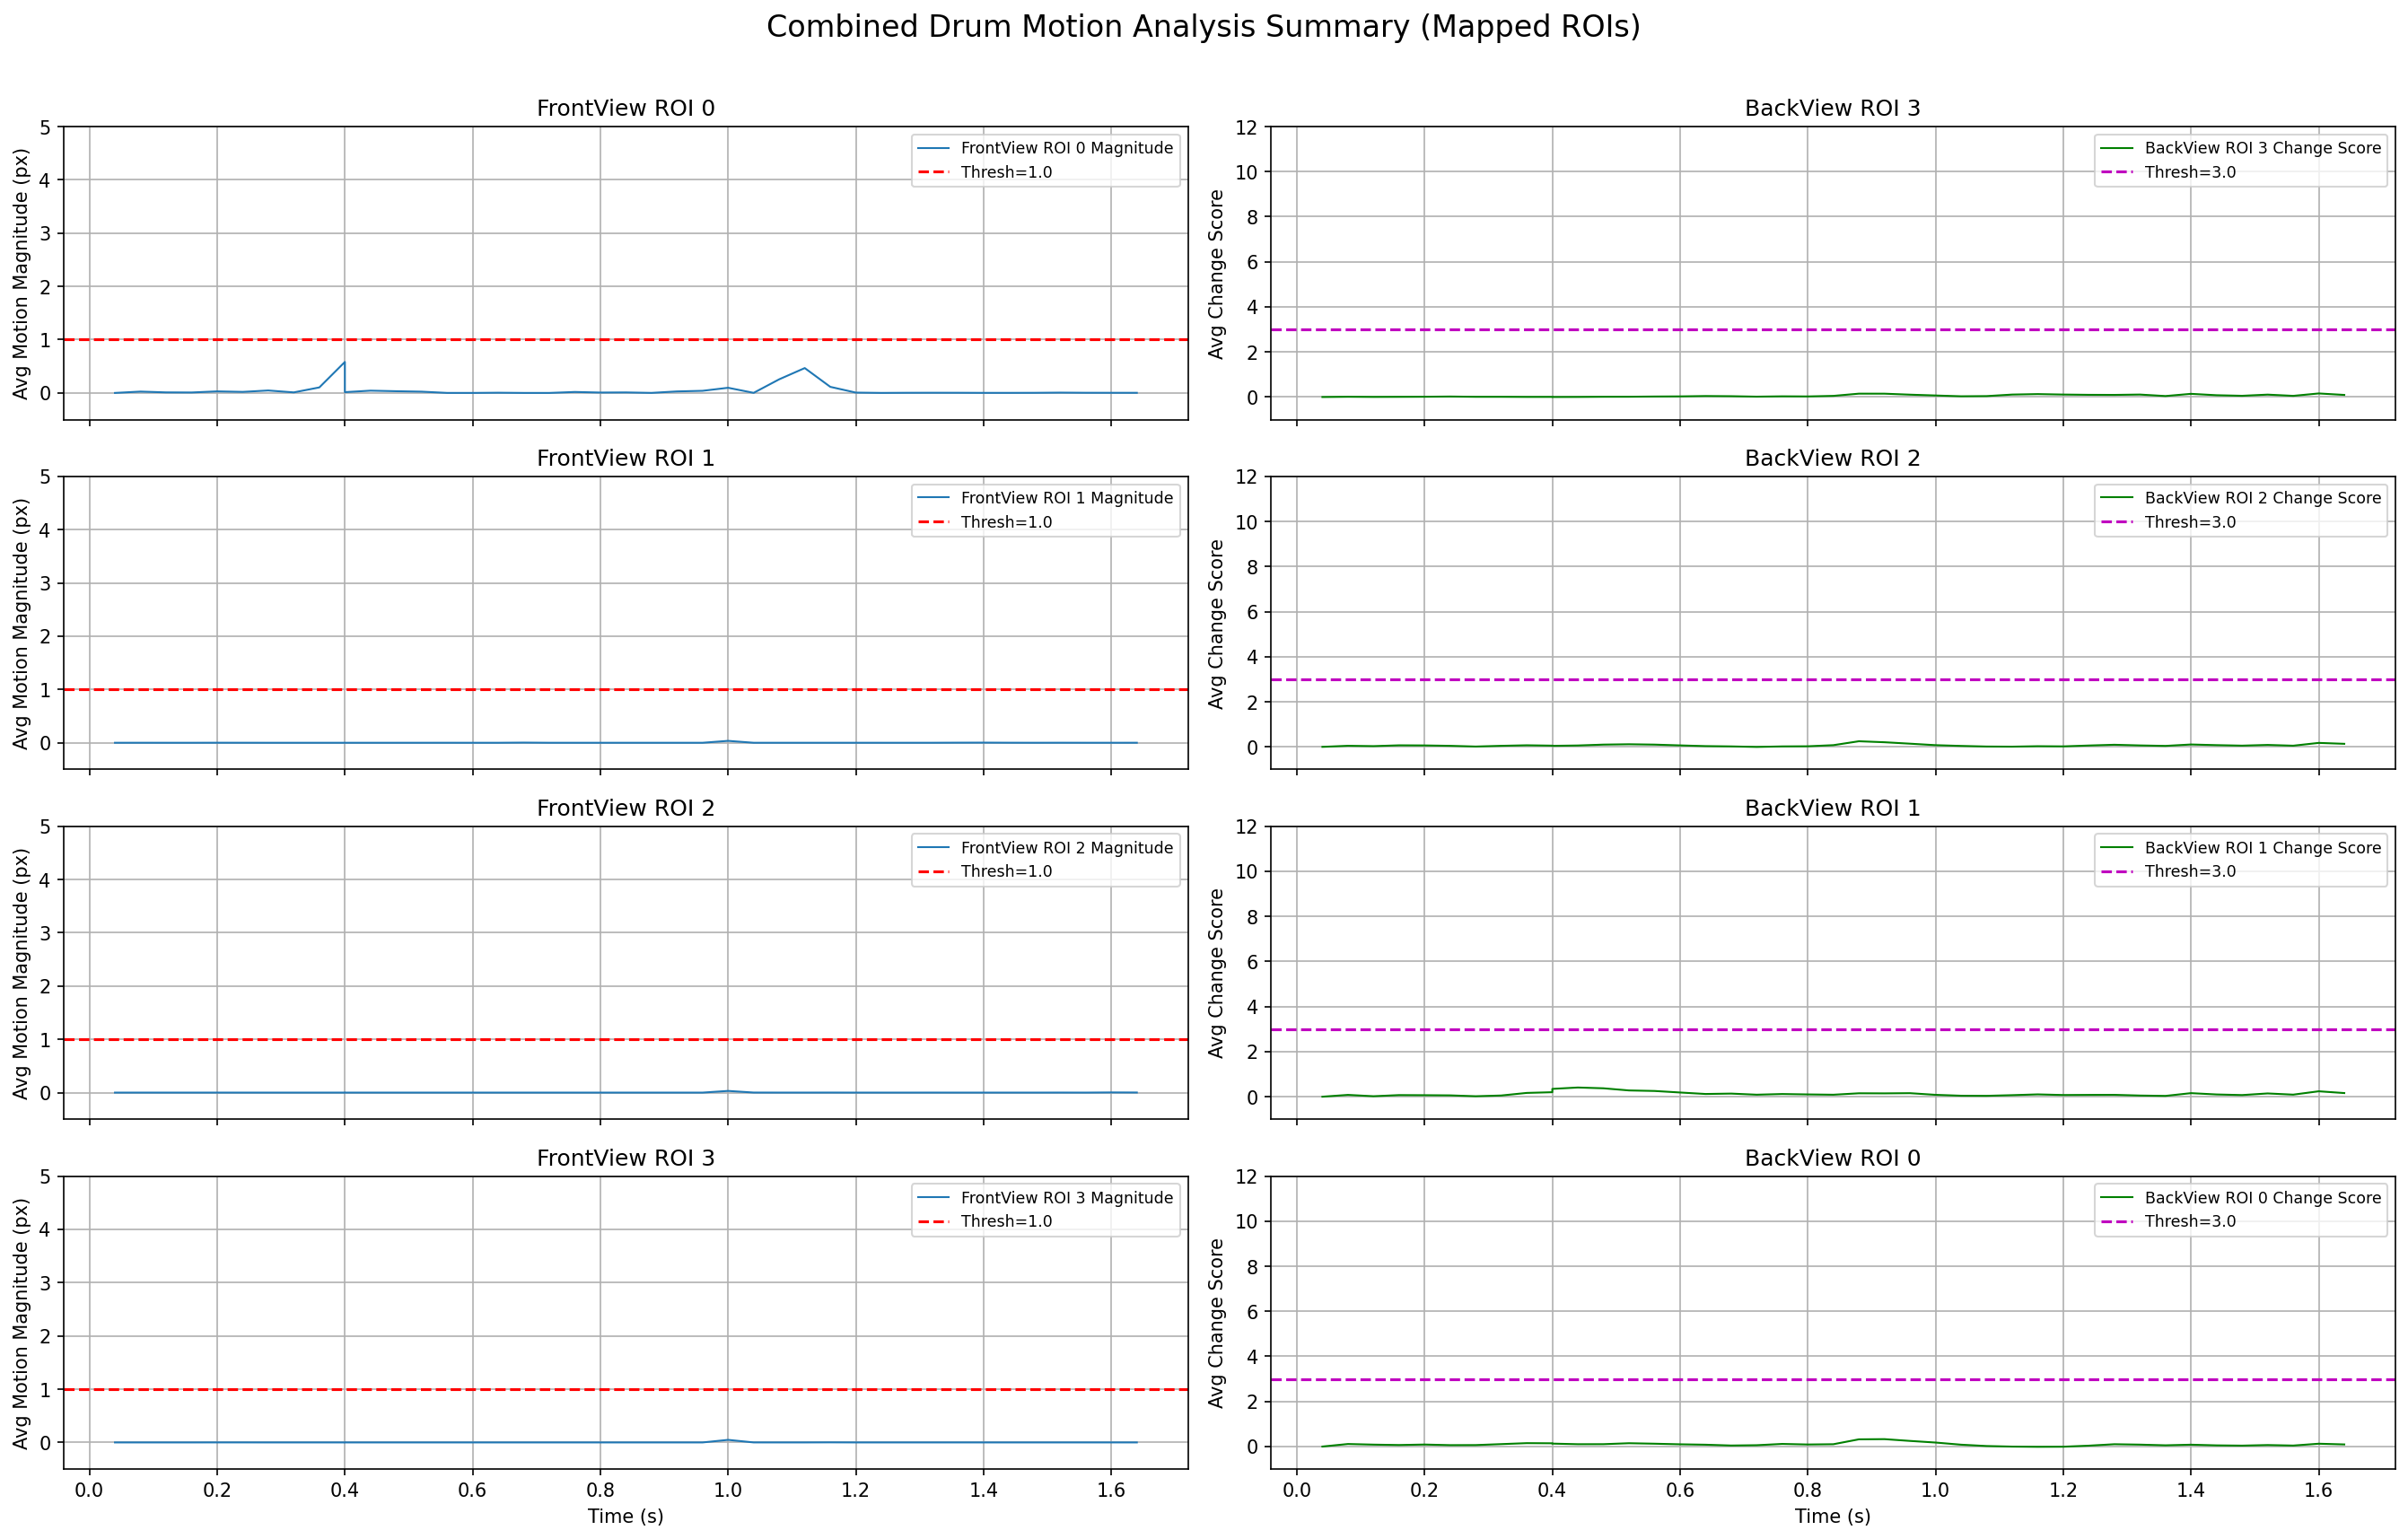 Combined Drum Motion Analysis Summary (Mapped ROIs)
FrontView ROI 0
Avg Motion Magnitude (px)
5
4
3
2
1
0
FrontView ROI 0 Magnitude
Thresh=1.0
BackView ROI 3
Avg Change Score
12
10
8
6
4
2
0
BackView ROI 3 Change Score
Thresh=3.0
FrontView ROI 1
Avg Motion Magnitude (px)
5
4
3
2
1
0
FrontView ROI 1 Magnitude
Thresh=1.0
BackView ROI 2
Avg Change Score
12
10
8
6
4
2
0
BackView ROI 2 Change Score
Thresh=3.0
FrontView ROI 2
Avg Motion Magnitude (px)
5
4
3
2
1
0
FrontView ROI 2 Magnitude
Thresh=1.0
BackView ROI 1
Avg Change Score
12
10
8
6
4
2
0
BackView ROI 1 Change Score
Thresh=3.0
FrontView ROI 3
Avg Motion Magnitude (px)
5
4
3
2
1
0
FrontView ROI 3 Magnitude
Thresh=1.0
0.0 0.2 0.4 0.6 0.8 1.0 1.2 1.4 1.6
Time (s)
BackView ROI 0
Avg Change Score
12
10
8
6
4
2
0
BackView ROI 0 Change Score
Thresh=3.0
0.0 0.2 0.4 0.6 0.8 1.0 1.2 1.4 1.6
Time (s)